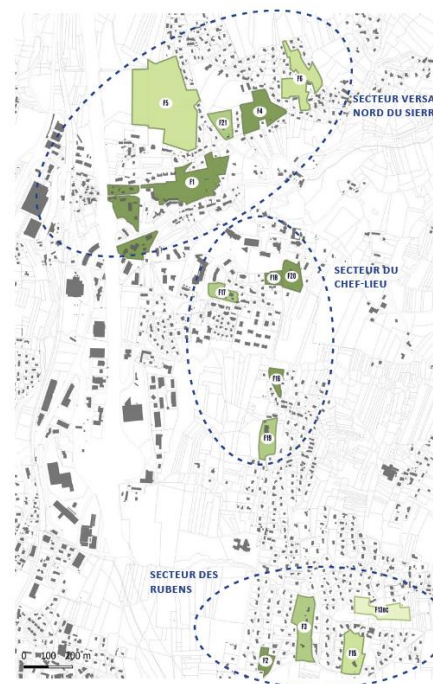 F6
F5
F4
SECTEUR VERSA
NORD DU SIERR
F21
F1
SECTEUR DU
CHEF-LIEU
F18
F20
F17
F16
F19
SECTEUR DES
RUBENS
F13
F3
F2
F15
0 100 200 m